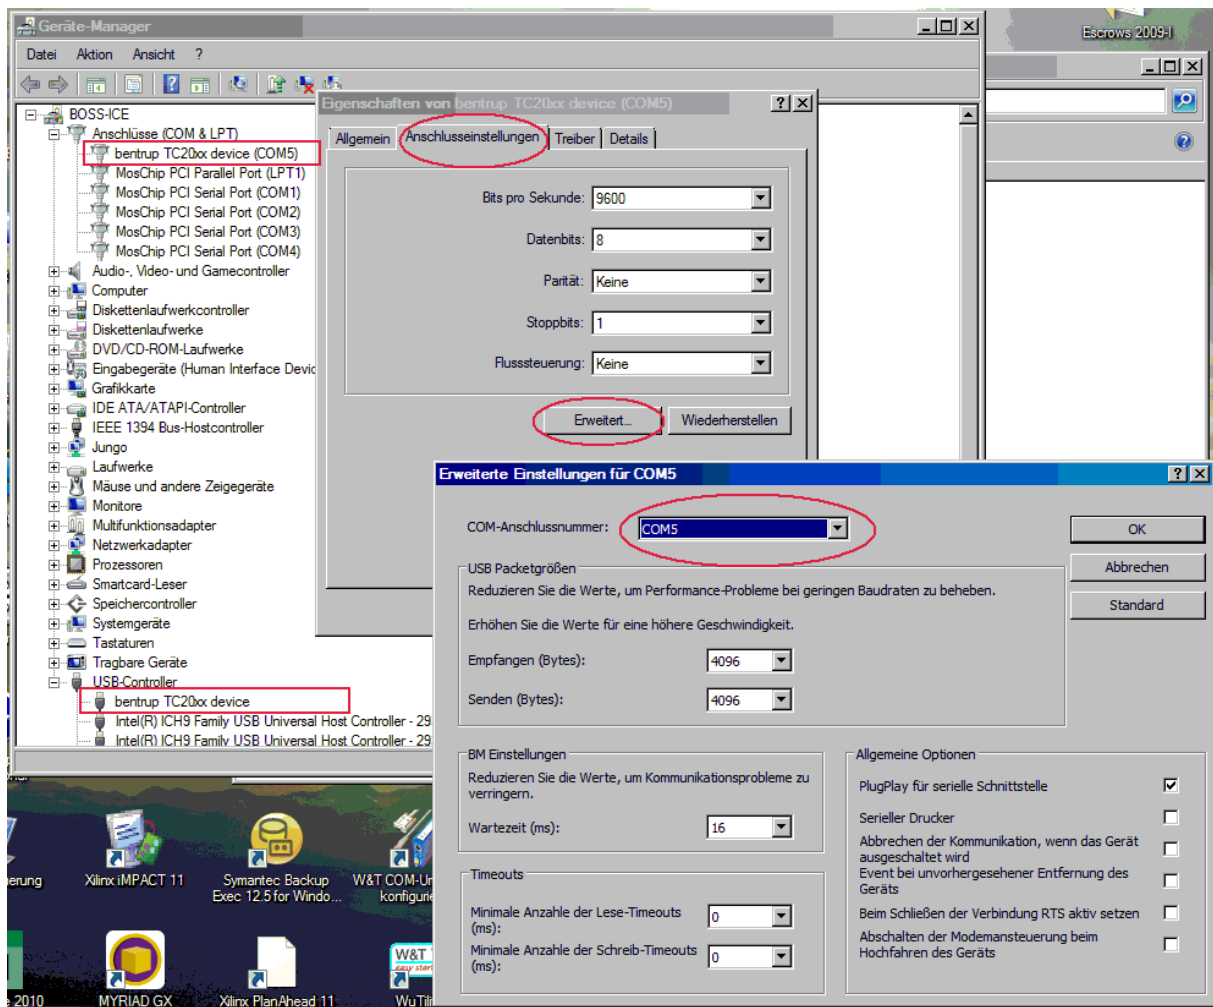 Geräte-Manager
Datei Aktion Ansicht ?
BOSS-ICE
Anschlüsse (COM & LPT)
bentrup TC20xx device (COM5)
MosChip PCI Parallel Port (LPT1)
MosChip PCI Serial Port (COM1)
MosChip PCI Serial Port (COM2)
MosChip PCI Serial Port (COM3)
MosChip PCI Serial Port (COM4)
Audio-, Video- und Gamecontroller
Computer
Diskettenlaufwerkcontroller
Diskettenlaufwerke
DVD/CD-ROM-Laufwerke
Eingabegeräte (Human Interface Devic
Grafikkarte
IDE ATA/ATAPI-Controller
IEEE 1394 Bus-Hostcontroller
Jungo
Laufwerke
Mäuse und andere Zeigegeräte
Monitore
Multifunktionsadapter
Netzwerkadapter
Prozessoren
Smartcard-Leser
Speichercontroller
Systemgeräte
Tastaturen
Tragbare Geräte
USB-Controller
bentrup TC20xx device
Intel(R) ICH9 Family USB Universal Host Controller - 29
Intel(R) ICH9 Family USB Universal Host Controller - 29
Eigenschaften von bentrup TC20xx device (COM5)
Allgemein Anschlusseinstellungen Treiber Details
Bits pro Sekunde: 9600
Datenbits: 8
Parität: Keine
Stoppbits: 1
Flusssteuerung: Keine
Erweitert... Wiederherstellen
Escrows 2009-I
Erweiterte Einstellungen für COM5
COM-Anschlussnummer: COM5
OK
Abbrechen
Standard
USB Packetgrößen
Reduzieren Sie die Werte, um Performance-Probleme bei geringen Baudraten zu beheben.
Erhöhen Sie die Werte für eine höhere Geschwindigkeit.
Empfangen (Bytes): 4096
Senden (Bytes): 4096
BM Einstellungen
Reduzieren Sie die Werte, um Kommunikationsprobleme zu
verringern.
Wartezeit (ms): 16
Timeouts
Minimale Anzahle der Lese-Timeouts
(ms): 0
Minimale Anzahle der Schreib-Timeouts
(ms): 0
Allgemeine Optionen
PlugPlay für serielle Schnittstelle
Serieller Drucker
Abbrechen der Kommunikation, wenn das Gerät
ausgeschaltet wird
Event bei unvorhergesehener Entfernung des
Geräts
Beim Schließen der Verbindung RTS aktiv setzen
Abschalten der Modemansteuerung beim
Hochfahren des Geräts
erung
Xilinx iMPACT 11
Symantec Backup
Exec 12.5 for Windo...
W&T COM-Um
konfigurie
W&T
easy start
2010
MYRIAD GX
Xilinx PlanAhead 11
WuTili